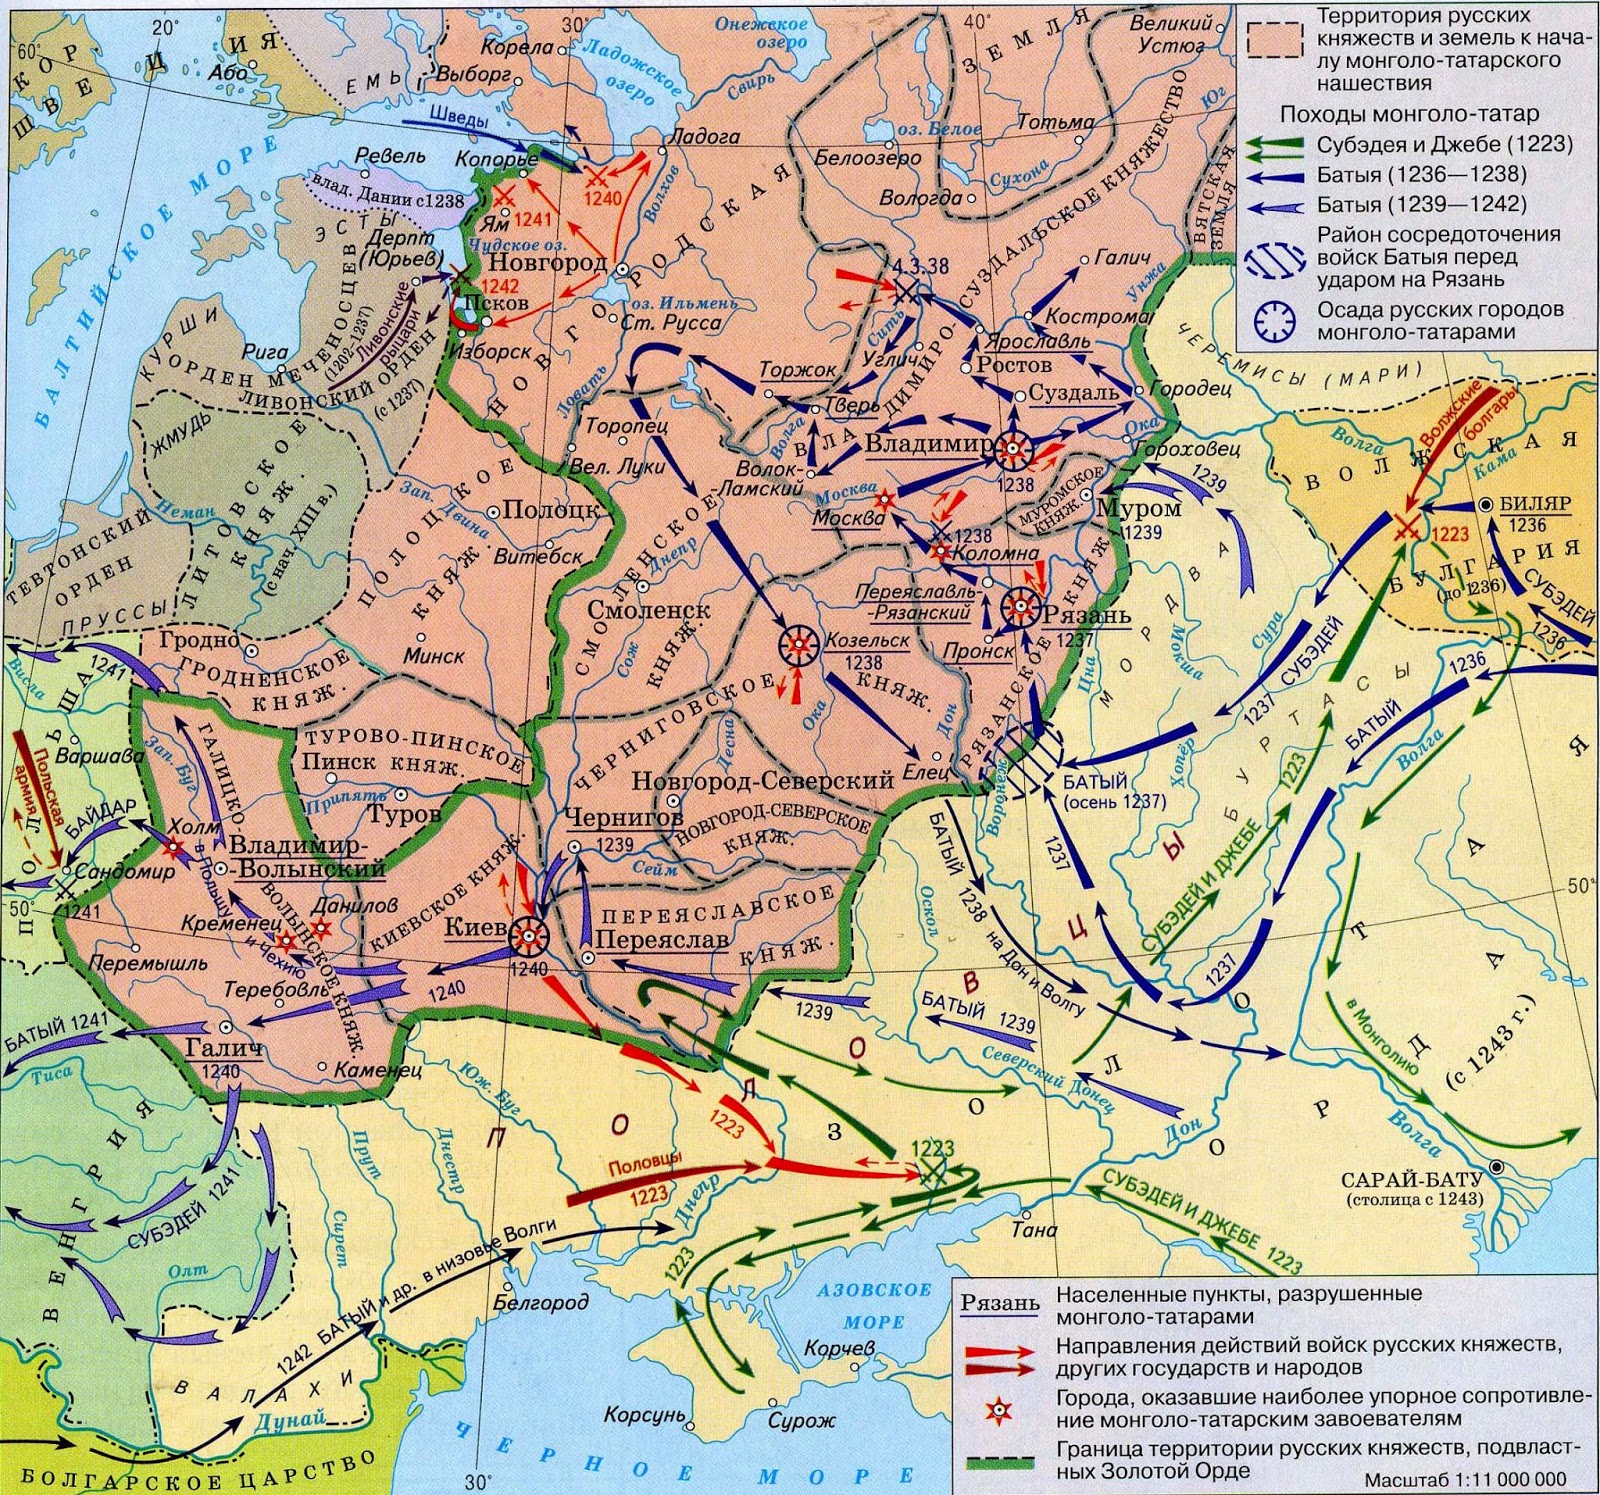 20°
30°
40°
60°
КОР. ШВЕЦИЯ
Або
ЕМЬ
Корела
Выборг
Ладожское
озеро
Онежское
озеро
Свирь
ЗЕМЛЯ
Великий
Устюг
Юг
Шведы
Ладога
Ревель
Копорье
1240
влад. Дании с1238
ЭСТЫ
Ям
1241
Волхов
Чудское оз.
Дерпт
(Юрьев)
1242
Новгород
Псков
оз. Ильмень
Ст. Русса
Изборск
НОВГОРОДСКАЯ
оз. Белое
Белоозеро
Тотьма
Сухона
Вологда
ВЯТСКАЯ
ЗЕМЛЯ
ВЛАДИМИРО-СУЗДАЛЬСКОЕ КНЯЖЕСТВО
4.3.38
Сить
Галич
Унжа
Кострома
Углич
Ярославль
Ростов
Суздаль
Городец
Торжок
Тверь
Волга
Владимир
1238
Ока
Гороховец
Волок-
-Ламский
Москва
Москва
1238
Коломна
МУРОМСКОЕ
КНЯЖ.
Муром
1239
1239
Переяславль-
-Рязанский
Рязань
1237
Пронск
РЯЗАНСКОЕ КНЯЖ.
БАЛТИЙСКОЕ МОРЕ
КУРШИ
Рига
ОРДЕН МЕЧЕНОСЦЕВ
(1202-1237)
Ливонские
рыцари
ЛИВОНСКИЙ ОРДЕН
(с 1237)
ЖМУДЬ
Неман
ЛИТОВСКОЕ
КНЯЖ.
(с нач. XIII в.)
ТЕВТОНСКИЙ
ОРДЕН
ПРУССЫ
Ловать
Торопец
Вел. Луки
Зап.
Двина
Полоцк
Витебск
ПОЛОЦКОЕ
КНЯЖ.
СМОЛЕНСКОЕ
КНЯЖ.
Днепр
Смоленск
Сож
Минск
Козельск
1238
Ока
Дон
Елец
Воронеж
ЧЕРНИГОВСКОЕ
КНЯЖ.
Десна
Гродно
ГРОДНЕНСКОЕ
КНЯЖ.
ТУРОВО-ПИНСКОЕ
КНЯЖ.
Пинск
Припять
Туров
Новгород-Северский
НОВГОРОД-СЕВЕРСКОЕ
КНЯЖ.
Чернигов
1239
Сейм
ПЕРЕЯСЛАВСКОЕ
КНЯЖ.
Переяслав
КИЕВСКОЕ КНЯЖ.
Киев
1240
1240
Висла
1241
ПОЛЬША
Варшава
Польская
армия
БАЙДАР
Сандомир
1241
50°
Зап. Буг
ГАЛИЦКО-
ВОЛЫНСКОЕ КНЯЖ.
Холм
Владимир-
-Волынский
в Польшу
и Чехию
Кременец
Данилов
Перемышль
Теребовль
Галич
1240
Каменец
БАТЫЙ 1241
Тиса
ВЕНГРИЯ
СУБЭДЕЙ 1241
Олт
Сирет
Прут
Днестр
Юж. Буг
ВАЛАХИ
Дунай
БОЛГАРСКОЕ ЦАРСТВО
1242 БАТЫЙ и др. в низовье Волги
Белгород
Половцы
1223
1223
Днепр
1223
1223
ПОЛОВЦЫ
1239
БАТЫЙ 1239
Северский Донец
Оскол
БАТЫЙ 1238 на Дон и Волгу
СУБЭДЕЙ И ДЖЕБЕ 1223
СУБЭДЕЙ И ДЖЕБЕ 1223
Дон
Тана
АЗОВСКОЕ
МОРЕ
Корчев
Корсунь
Сурож
ЧЕРНОЕ МОРЕ
30°
ЧЕРЕМИСЫ (МАРИ)
Волга
Кама
Волжские
болгары
ВОЛЖСКАЯ
БУЛГАРИЯ
(до 1236)
БИЛЯР
1236
1223
СУБЭДЕЙ
1236
1236
МОРДВА
Цна
Мокша
Сура
БУРТАСЫ
СУБЭДЕЙ
1237
БАТЫЙ
Волга
БАТЫЙ
(осень 1237)
Хопёр
1237
1237
50°
ЗОЛОТАЯ ОРДА
(с 1243 г.)
в Монголию
Волга
САРАЙ-БАТУ
(столица с 1243)
Территория русских
княжеств и земель к нача-
лу монголо-татарского
нашествия
Походы монголо-татар
Субэдея и Джебе (1223)
Батыя (1236—1238)
Батыя (1239—1242)
Район сосредоточения
войск Батыя перед
ударом на Рязань
Осада русских городов
монголо-татарами
Рязань
Населенные пункты, разрушенные
монголо-татарами
Направления действий войск русских княжеств,
других государств и народов
Города, оказавшие наиболее упорное сопротивле-
ние монголо-татарским завоевателям
Граница территории русских княжеств, подвласт-
ных Золотой Орде
Масштаб 1:11 000 000